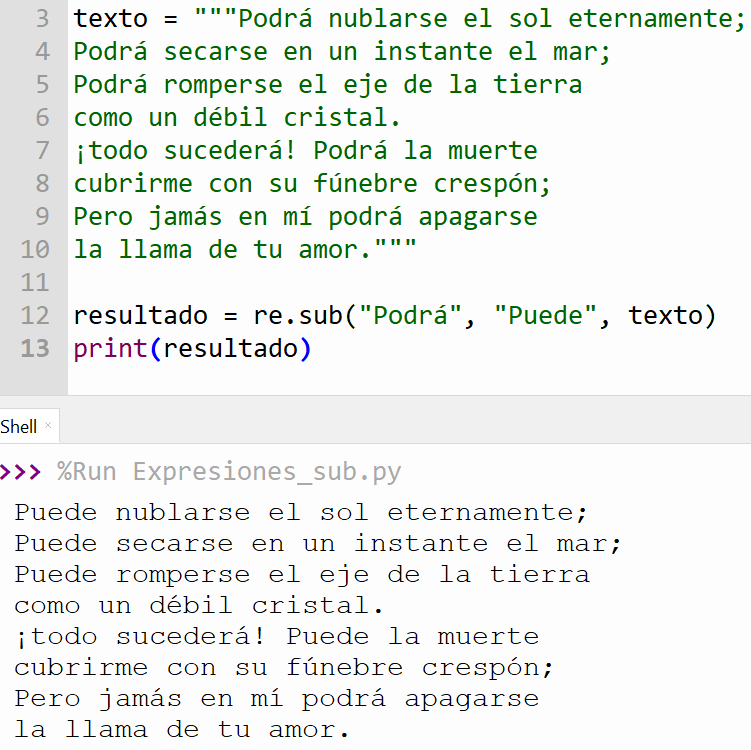 3 texto = """Podrá nublarse el sol eternamente;
4 Podrá secarse en un instante el mar;
5 Podrá romperse el eje de la tierra
6 como un débil cristal.
7 ¡todo sucederá! Podrá la muerte
8 cubrirme con su fúnebre crespón;
9 Pero jamás en mí podrá apagarse
10 la llama de tu amor."""
11
12 resultado = re.sub("Podrá", "Puede", texto)
13 print(resultado)
Shell ×
>>> %Run Expresiones_sub.py
Puede nublarse el sol eternamente;
Puede secarse en un instante el mar;
Puede romperse el eje de la tierra
como un débil cristal.
¡todo sucederá! Puede la muerte
cubrirme con su fúnebre crespón;
Pero jamás en mí podrá apagarse
la llama de tu amor.